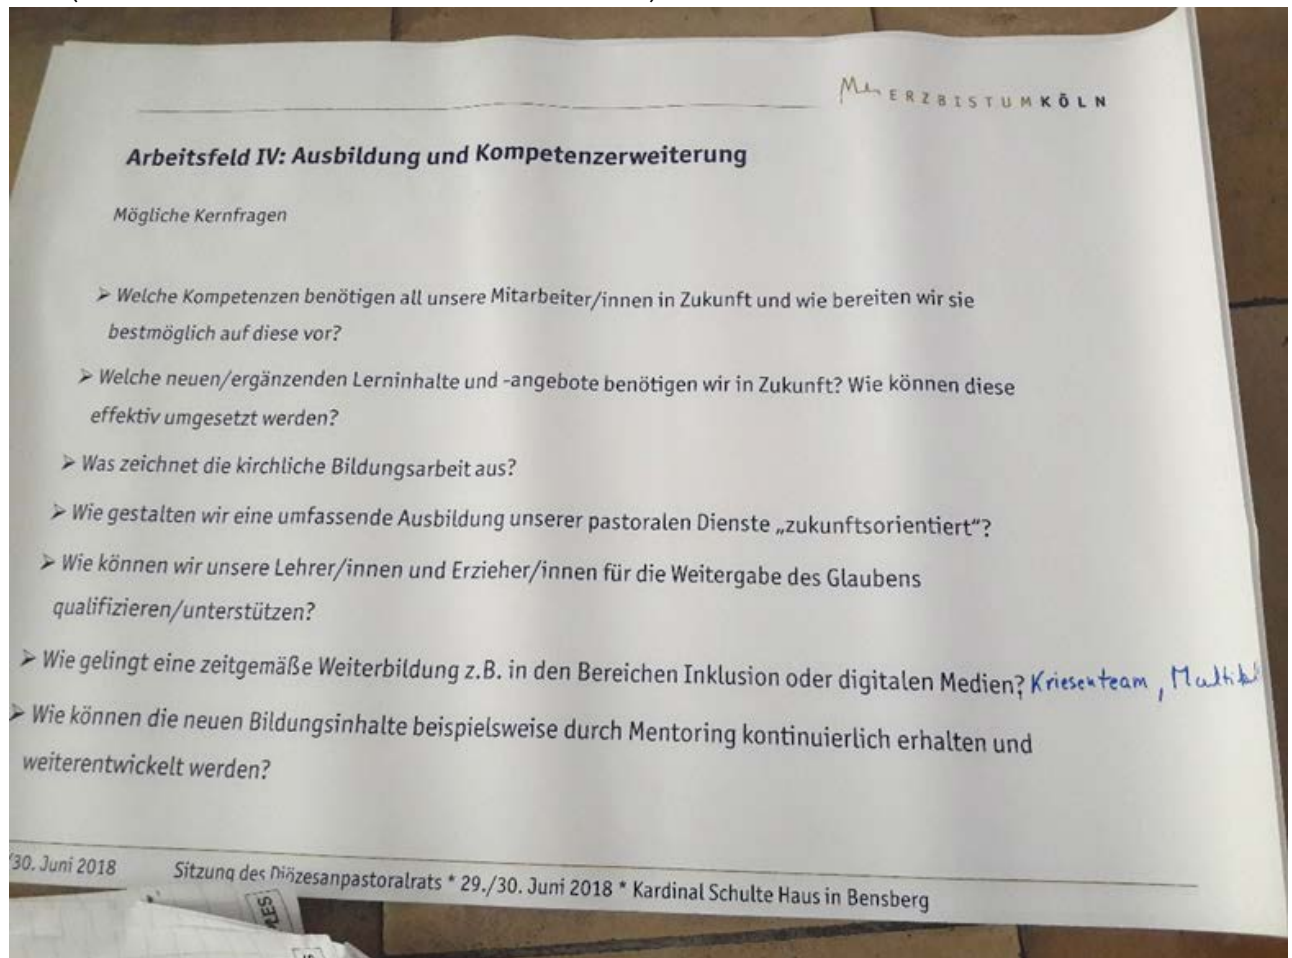 ERZBISTUMKÖLN
Arbeitsfeld IV: Ausbildung und Kompetenzerweiterung
Mögliche Kernfragen
➢ Welche Kompetenzen benötigen all unsere Mitarbeiter/innen in Zukunft und wie bereiten wir sie
bestmöglich auf diese vor?
➢ Welche neuen/ergänzenden Lerninhalte und -angebote benötigen wir in Zukunft? Wie können diese
effektiv umgesetzt werden?
➢ Was zeichnet die kirchliche Bildungsarbeit aus?
➢ Wie gestalten wir eine umfassende Ausbildung unserer pastoralen Dienste „zukunftsorientiert“?
➢ Wie können wir unsere Lehrer/innen und Erzieher/innen für die Weitergabe des Glaubens
qualifizieren/unterstützen?
➢ Wie gelingt eine zeitgemäße Weiterbildung z.B. in den Bereichen Inklusion oder digitalen Medien? Kriesenteam,
➢ Wie können die neuen Bildungsinhalte beispielsweise durch Mentoring kontinuierlich erhalten und
weiterentwickelt werden?
/30. Juni 2018 Sitzung des Diözesanpastoralrats * 29./30. Juni 2018 * Kardinal Schulte Haus in Bensberg